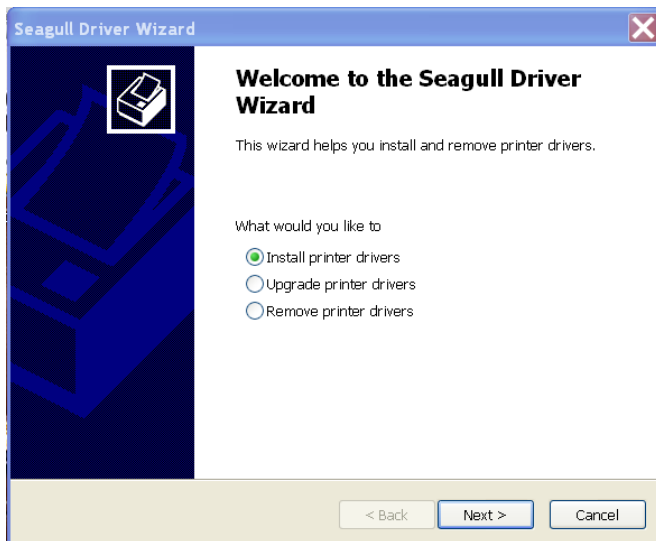 Seagull Driver Wizard
Welcome to the Seagull Driver
Wizard
This wizard helps you install and remove printer drivers.
What would you like to
Install printer drivers
Upgrade printer drivers
Remove printer drivers
< Back
Next >
Cancel